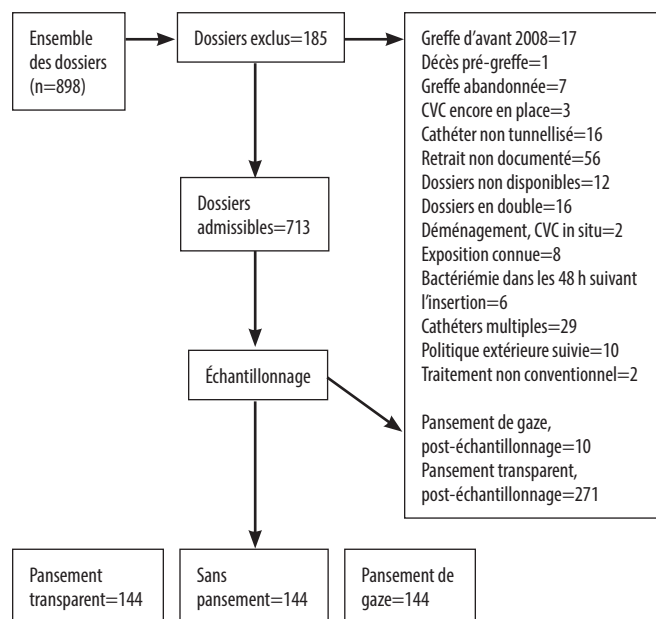 Ensemble
des dossiers
(n=898)
Dossiers exclus=185
Greffe d'avant 2008=17
Décès pré-greffe=1
Greffe abandonnée=7
CVC encore en place=3
Cathéter non tunnellisé=16
Retrait non documenté=56
Dossiers non disponibles=12
Dossiers en double=16
Déménagement, CVC in situ=2
Exposition connue=8
Bactériémie dans les 48 h suivant
l'insertion=6
Cathéters multiples=29
Politique extérieure suivie=10
Traitement non conventionnel=2
Pansement de gaze,
post-échantillonnage=10
Pansement transparent,
post-échantillonnage=271
Dossiers
admissibles=713
Échantillonnage
Pansement
transparent=144
Sans
pansement=144
Pansement de
gaze=144